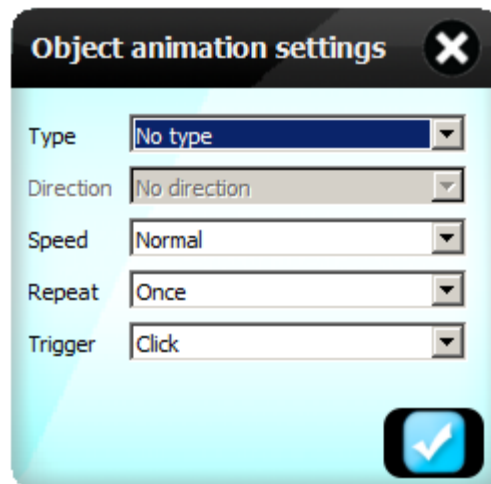 Object animation settings
Type No type
Direction No direction
Speed Normal
Repeat Once
Trigger Click